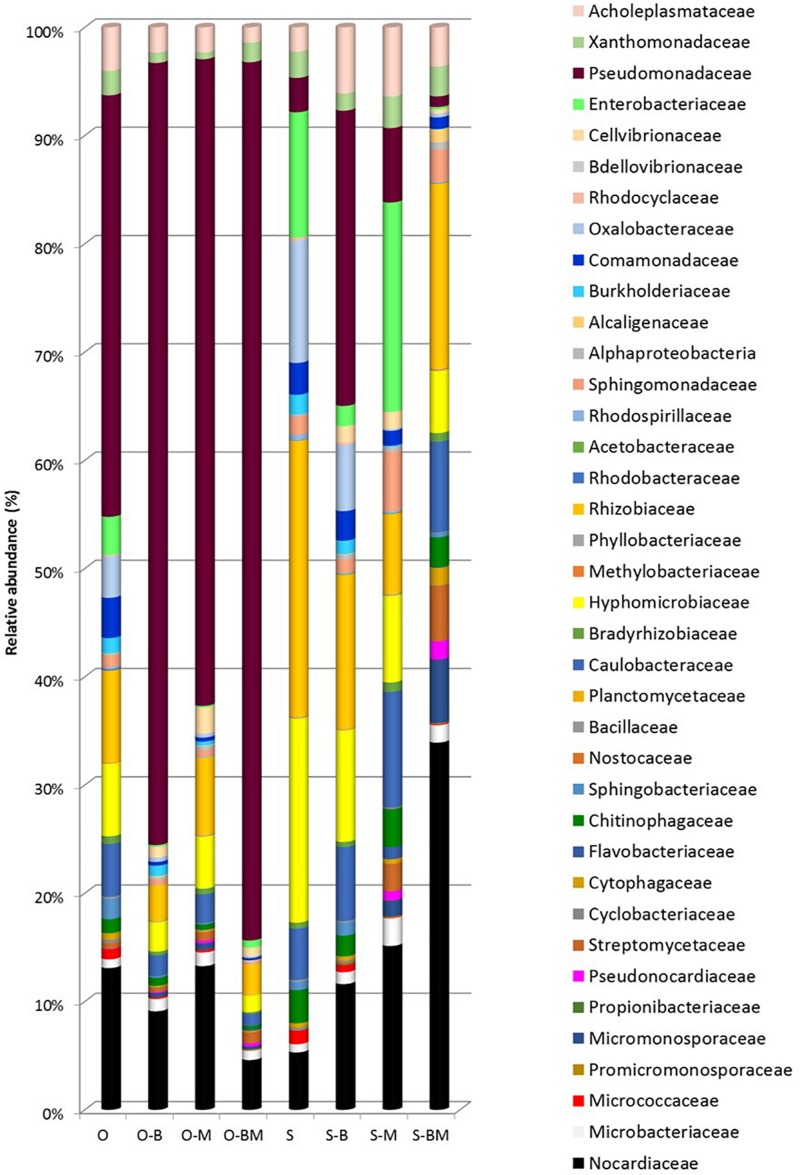 Relative abundance (%)
100%
90%
80%
70%
60%
50%
40%
30%
20%
10%
0%
O O-B O-M O-BM S S-B S-M S-BM
Acholeplasmataceae
Xanthomonadaceae
Pseudomonadaceae
Enterobacteriaceae
Cellvibrionaceae
Bdellovibrionaceae
Rhodocyclaceae
Oxalobacteraceae
Comamonadaceae
Burkholderiaceae
Alcaligenaceae
Alphaproteobacteria
Sphingomonadaceae
Rhodospirillaceae
Acetobacteraceae
Rhodobacteraceae
Rhizobiaceae
Phyllobacteriaceae
Methylobacteriaceae
Hyphomicrobiaceae
Bradyrhizobiaceae
Caulobacteraceae
Planctomycetaceae
Bacillaceae
Nostocaceae
Sphingobacteriaceae
Chitinophagaceae
Flavobacteriaceae
Cytophagaceae
Cyclobacteriaceae
Streptomycetaceae
Pseudonocardiaceae
Propionibacteriaceae
Micromonosporaceae
Promicromonosporaceae
Micrococcaceae
Microbacteriaceae
Nocardiaceae